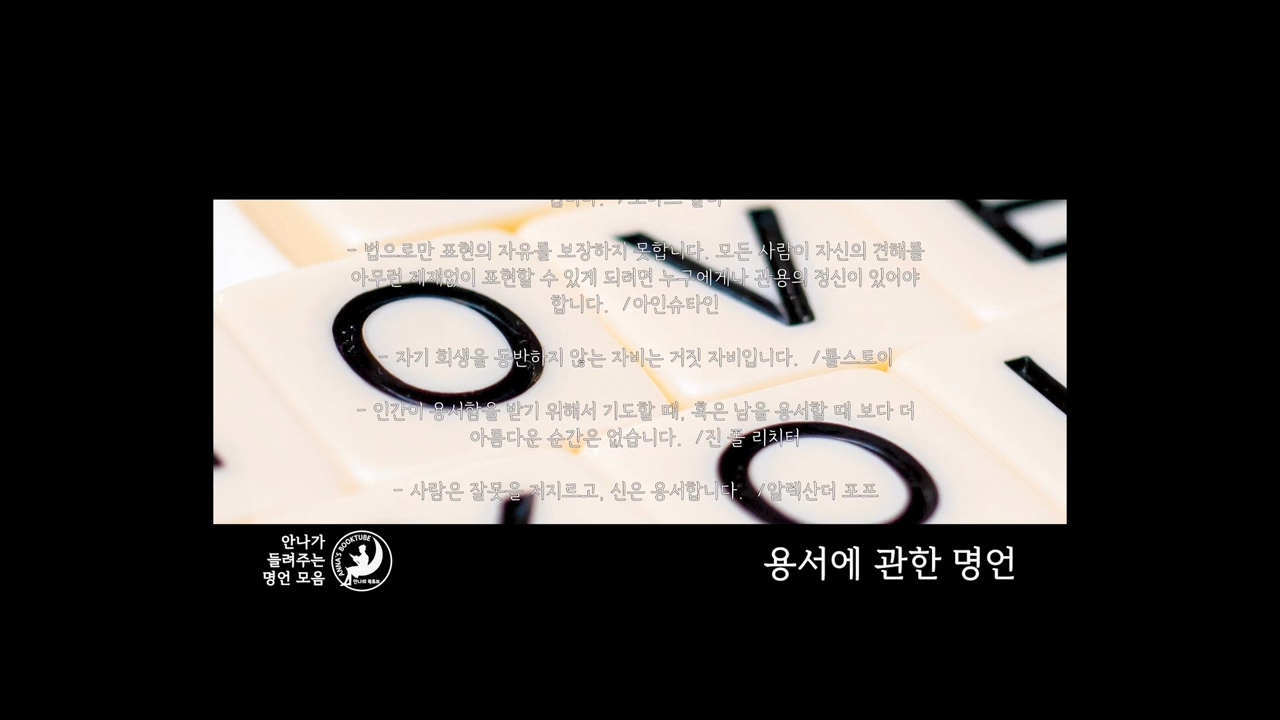 - 법으로만 표현의 자유를 보장하지 못합니다. 모든 사람이 자신의 견해를
아무런 제재없이 표현할 수 있게 되려면 누구에게나 관용의 정신이 있어야
합니다. /아인슈타인
- 자기 희생을 동반하지 않는 자비는 거짓 자비입니다. /톨스토이
- 인간이 용서함을 받기 위해서 기도할 때, 혹은 남을 용서할 때 보다 더
아름다운 순간은 없습니다. /진 폴 리치터
- 사람은 잘못을 저지르고, 신은 용서합니다. /알렉산더 포프
O V
O
안나가
들려주는
명언 모음
ANNA'S BOOKTUBE
안나의 북튜브
용서에 관한 명언